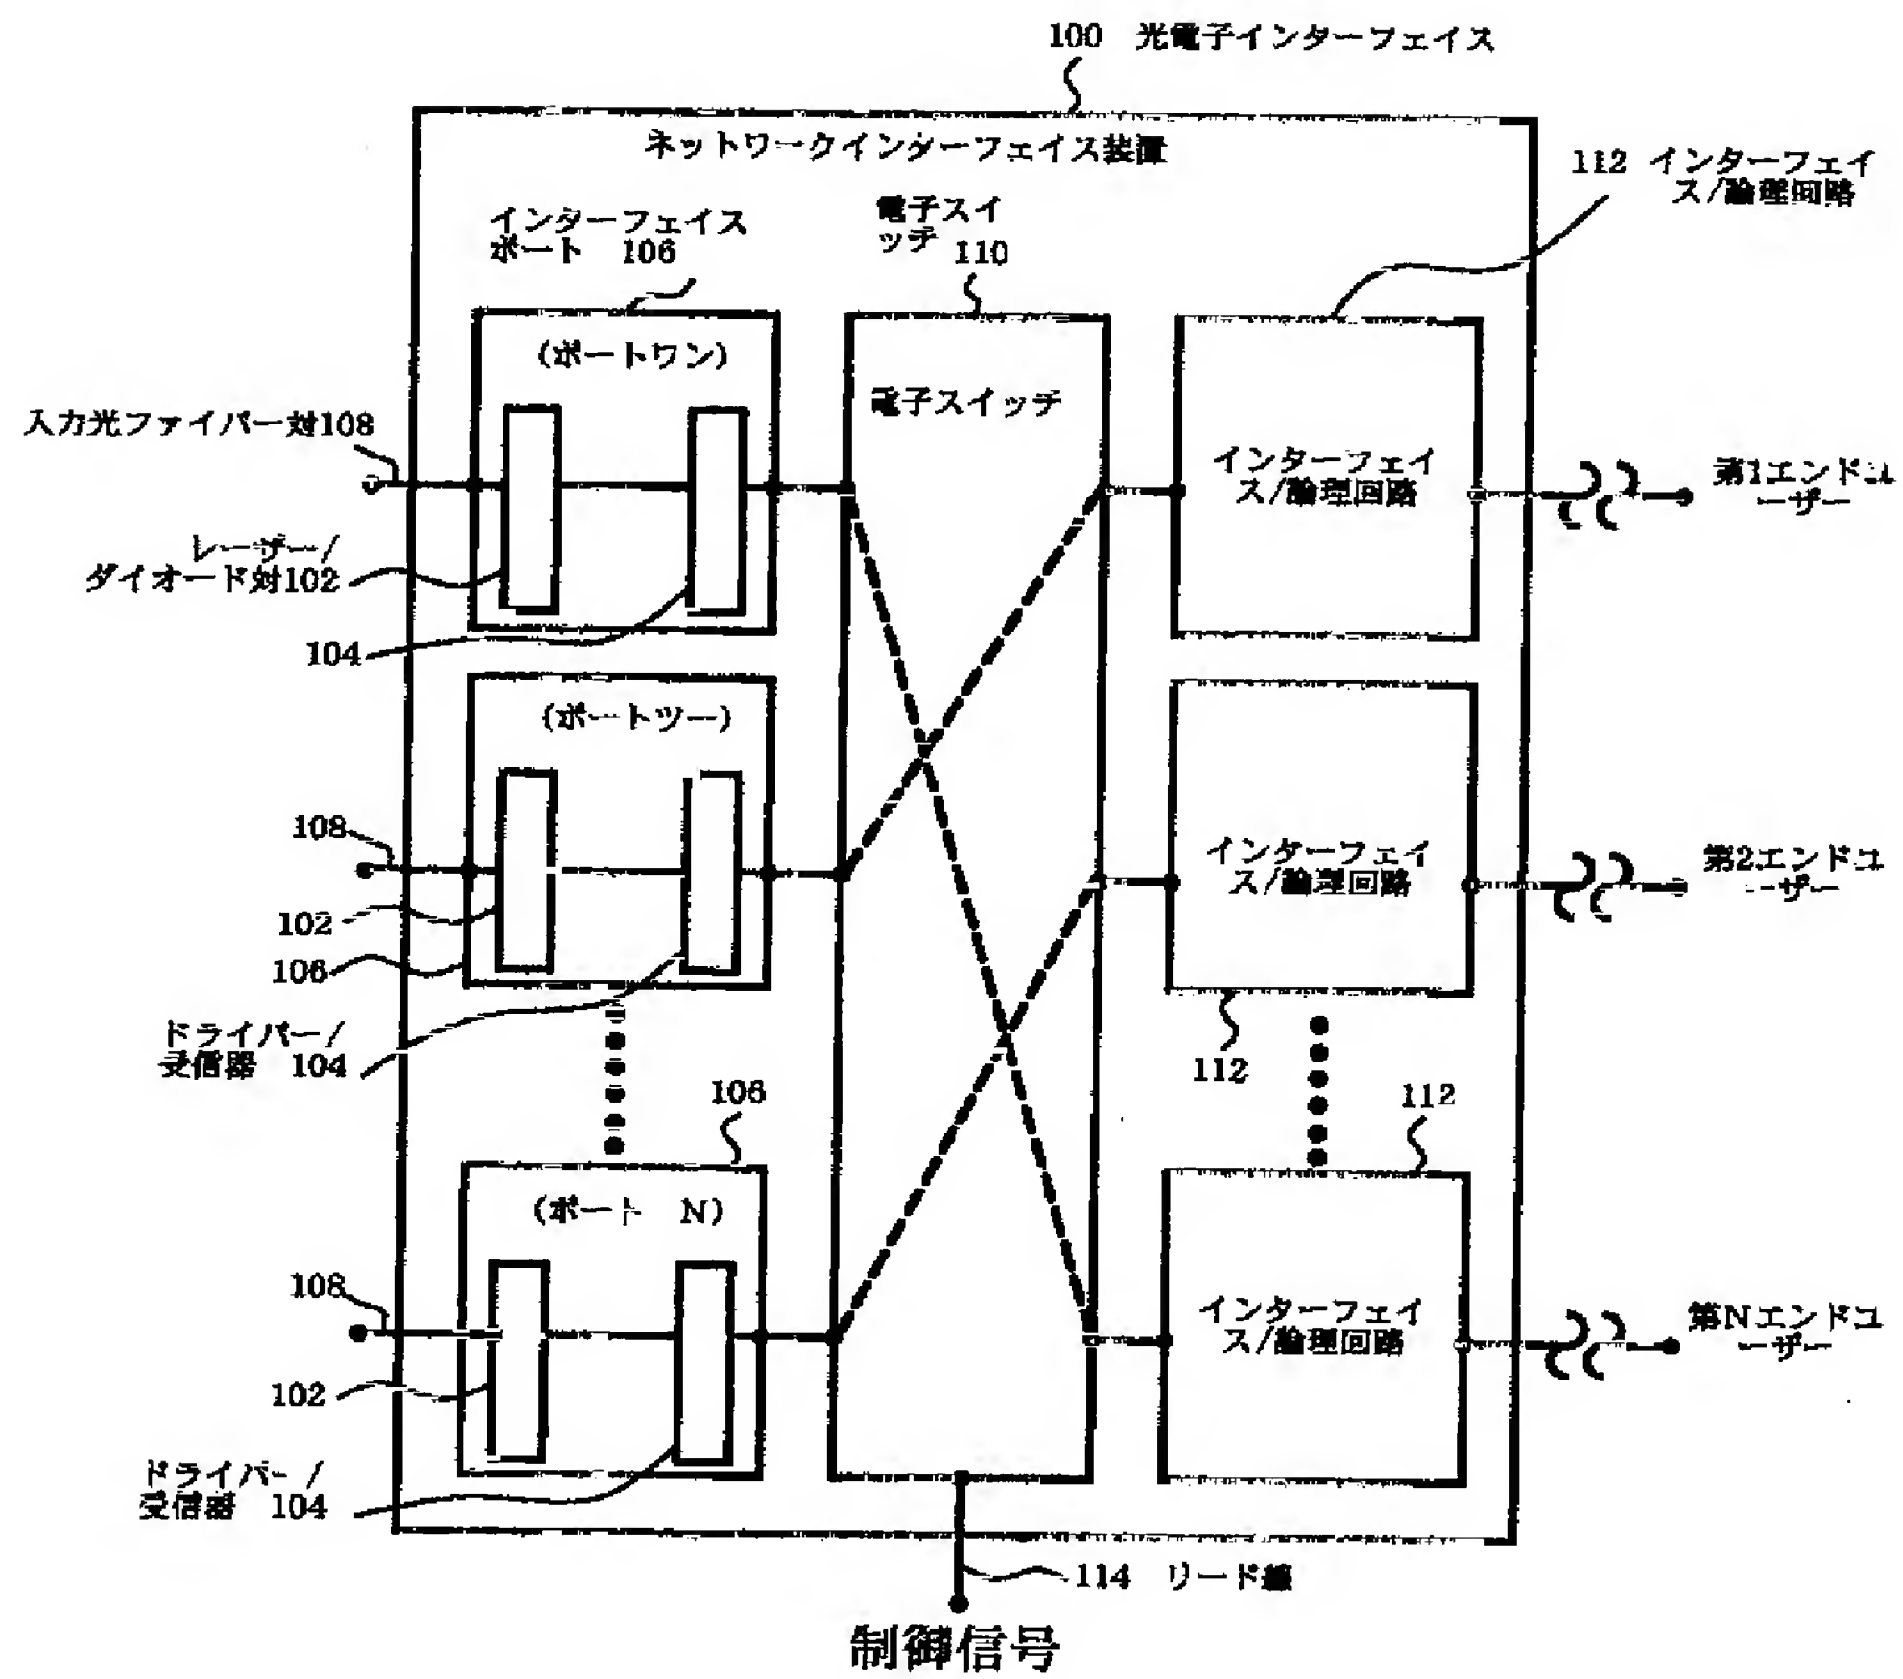 100 光電子インターフェイス
ネットワークインターフェイス装置
112 インターフェイ
ス/論理回路
インターフェイス
ポート 106
電子スイ
ッチ 110
(ポートワン)
電子スイッチ
入力光ファイバー対108
インターフェイ
ス/論理回路
第1エンドユ
ーザー
レーザー/
ダイオード対102
104
(ポートツー)
108
インターフェイ
ス/論理回路
第2エンドユ
ーザー
102
106
ドライバー/
受信器 104
112
106
112
(ポート N)
108
インターフェイ
ス/論理回路
第Nエンドユ
ーザー
102
ドライバー/
受信器 104
114 リード線
制御信号